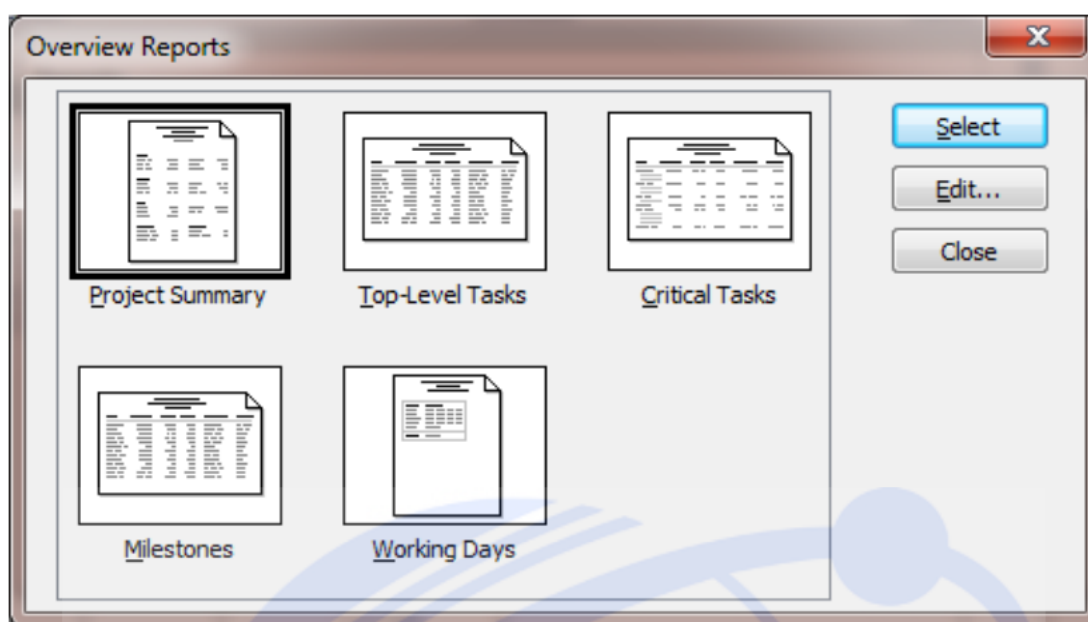 Overview Reports
Project Summary
Top-Level Tasks
Critical Tasks
Milestones
Working Days
Select
Edit...
Close